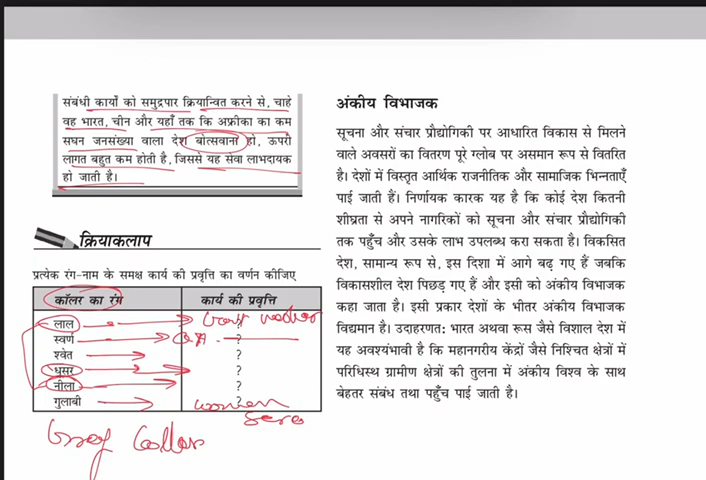 संबंधी कार्यों को समुद्रपार क्रियान्वित करने से, चाहे
वह भारत, चीन और यहाँ तक कि अफ्रीका का कम
सघन जनसंख्या वाला देश बोत्सवाना हो, ऊपरी
लागत बहुत कम होती है, जिससे यह सेवा लाभदायक
हो जाती है।
क्रियाकलाप
प्रत्येक रंग-नाम के समक्ष कार्य की प्रवृत्ति का वर्णन कीजिए
कॉलर का रंग कार्य की प्रवृत्ति
लाल ?
स्वर्ण ?
श्वेत ?
धूसर ?
नीला ?
गुलाबी ? women
collar
अंकीय विभाजक
सूचना और संचार प्रौद्योगिकी पर आधारित विकास से मिलने
वाले अवसरों का वितरण पूरे ग्लोब पर असमान रूप से वितरित
है। देशों में विस्तृत आर्थिक राजनीतिक और सामाजिक भिन्नताएँ
पाई जाती हैं। निर्णायक कारक यह है कि कोई देश कितनी
शीघ्रता से अपने नागरिकों को सूचना और संचार प्रौद्योगिकी
तक पहुँच और उसके लाभ उपलब्ध करा सकता है। विकसित
देश, सामान्य रूप से, इस दिशा में आगे बढ़ गए हैं जबकि
विकासशील देश पिछड़ गए हैं और इसी को अंकीय विभाजक
कहा जाता है। इसी प्रकार देशों के भीतर अंकीय विभाजक
विद्यमान है। उदाहरणत: भारत अथवा रूस जैसे विशाल देश में
यह अवश्यंभावी है कि महानगरीय केंद्रों जैसे निश्चित क्षेत्रों में
परिधिस्थ ग्रामीण क्षेत्रों की तुलना में अंकीय विश्व के साथ
बेहतर संबंध तथा पहुँच पाई जाती है।